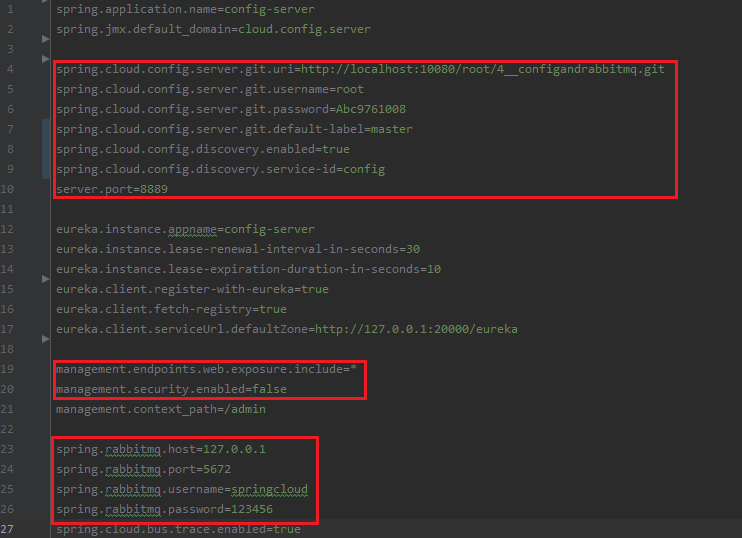 1 spring.application.name=config-server
2 spring.jmx.default_domain=cloud.config.server
3
4 spring.cloud.config.server.git.uri=http://localhost:10080/root/4__configandrabbitmq.git
5 spring.cloud.config.server.git.username=root
6 spring.cloud.config.server.git.password=Abc9761008
7 spring.cloud.config.server.git.default-label=master
8 spring.cloud.config.discovery.enabled=true
9 spring.cloud.config.discovery.service-id=config
10 server.port=8889
11
12 eureka.instance.appname=config-server
13 eureka.instance.lease-renewal-interval-in-seconds=30
14 eureka.instance.lease-expiration-duration-in-seconds=10
15 eureka.client.register-with-eureka=true
16 eureka.client.fetch-registry=true
17 eureka.client.serviceUrl.defaultZone=http://127.0.0.1:20000/eureka
18
19 management.endpoints.web.exposure.include=*
20 management.security.enabled=false
21 management.context_path=/admin
22
23 spring.rabbitmq.host=127.0.0.1
24 spring.rabbitmq.port=5672
25 spring.rabbitmq.username=springcloud
26 spring.rabbitmq.password=123456
27 spring.cloud.bus.trace.enabled=true